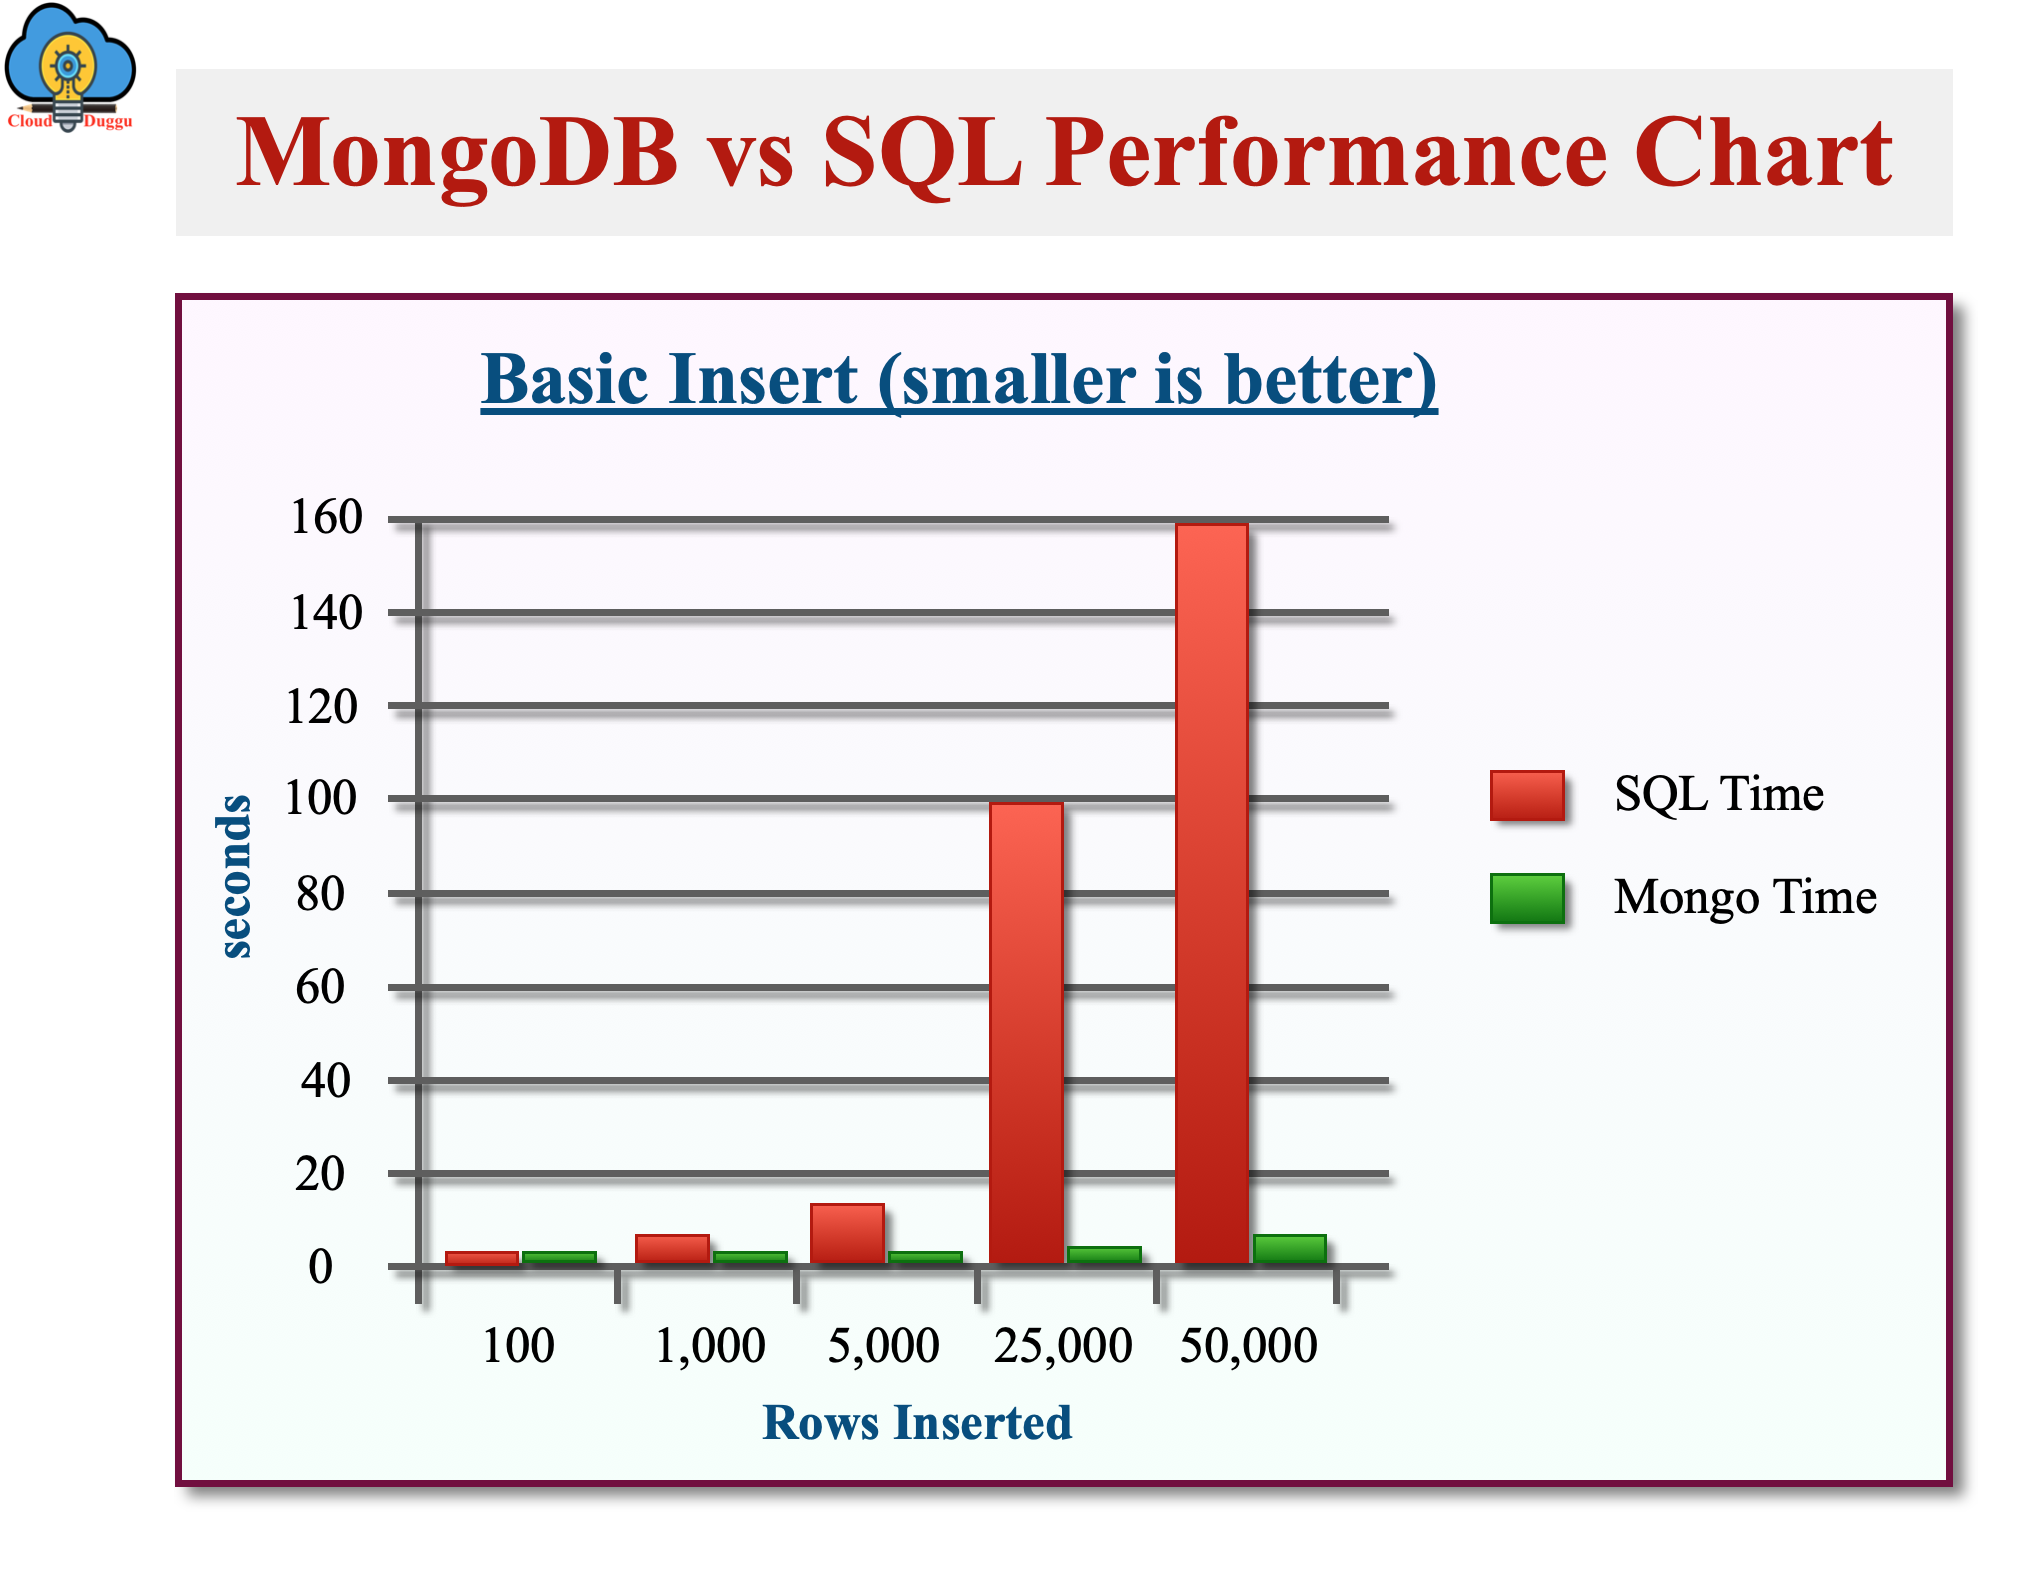 Cloud Duggu
MongoDB vs SQL Performance Chart
Basic Insert (smaller is better)
160
140
120
100
80
60
40
20
0
seconds
SQL Time
Mongo Time
100 1,000 5,000 25,000 50,000
Rows Inserted